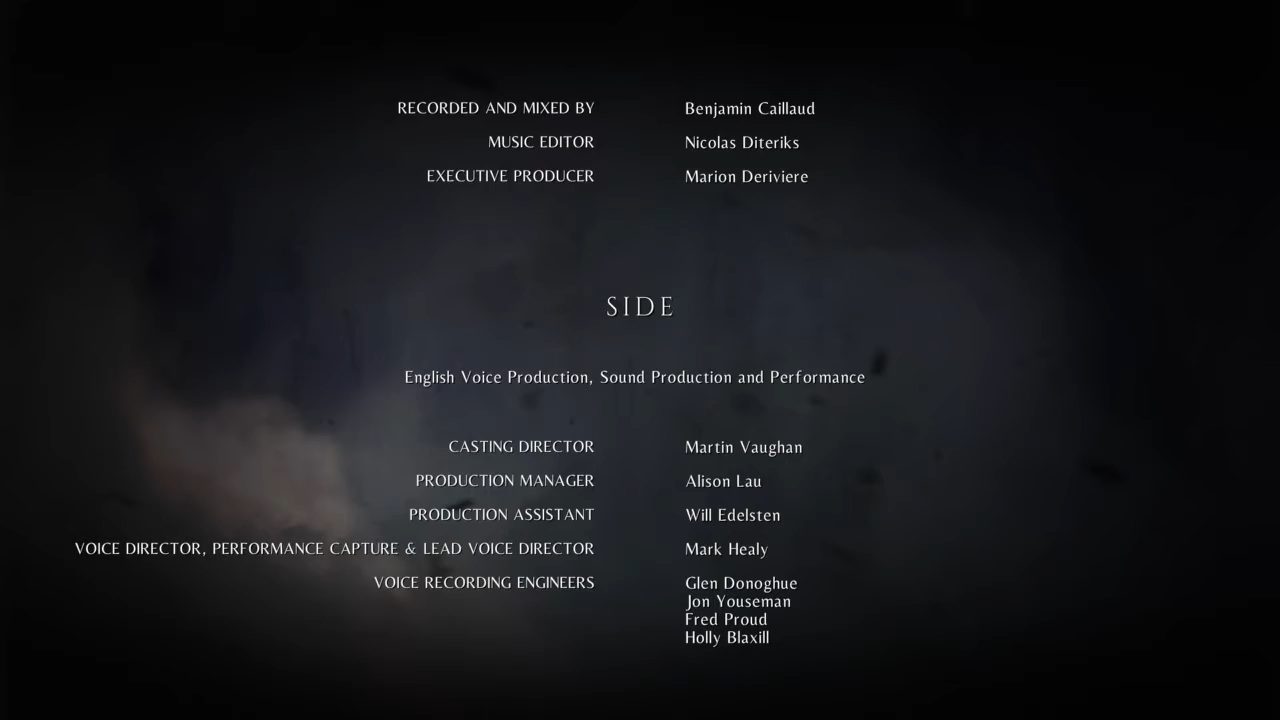 RECORDED AND MIXED BY Benjamin Caillaud
MUSIC EDITOR Nicolas Diteriks
EXECUTIVE PRODUCER Marion Deriviere
SIDE
English Voice Production, Sound Production and Performance
CASTING DIRECTOR Martin Vaughan
PRODUCTION MANAGER Alison Lau
PRODUCTION ASSISTANT Will Edelsten
VOICE DIRECTOR, PERFORMANCE CAPTURE & LEAD VOICE DIRECTOR Mark Healy
VOICE RECORDING ENGINEERS Glen Donoghue
Jon Youseman
Fred Proud
Holly Blaxill